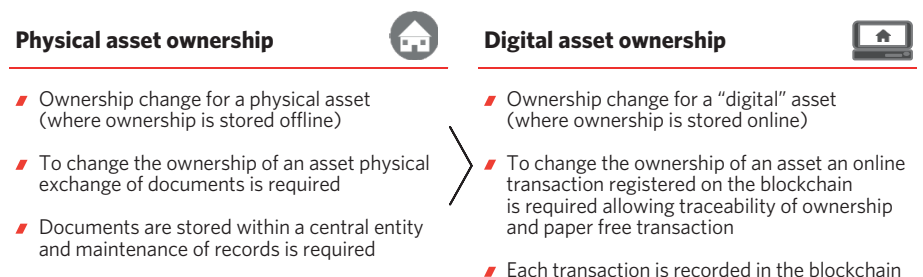 Physical asset ownership
Ownership change for a physical asset
(where ownership is stored offline)
To change the ownership of an asset physical
exchange of documents is required
Documents are stored within a central entity
and maintenance of records is required
Digital asset ownership
Ownership change for a “digital” asset
(where ownership is stored online)
To change the ownership of an asset an online
transaction registered on the blockchain
is required allowing traceability of ownership
and paper free transaction
Each transaction is recorded in the blockchain